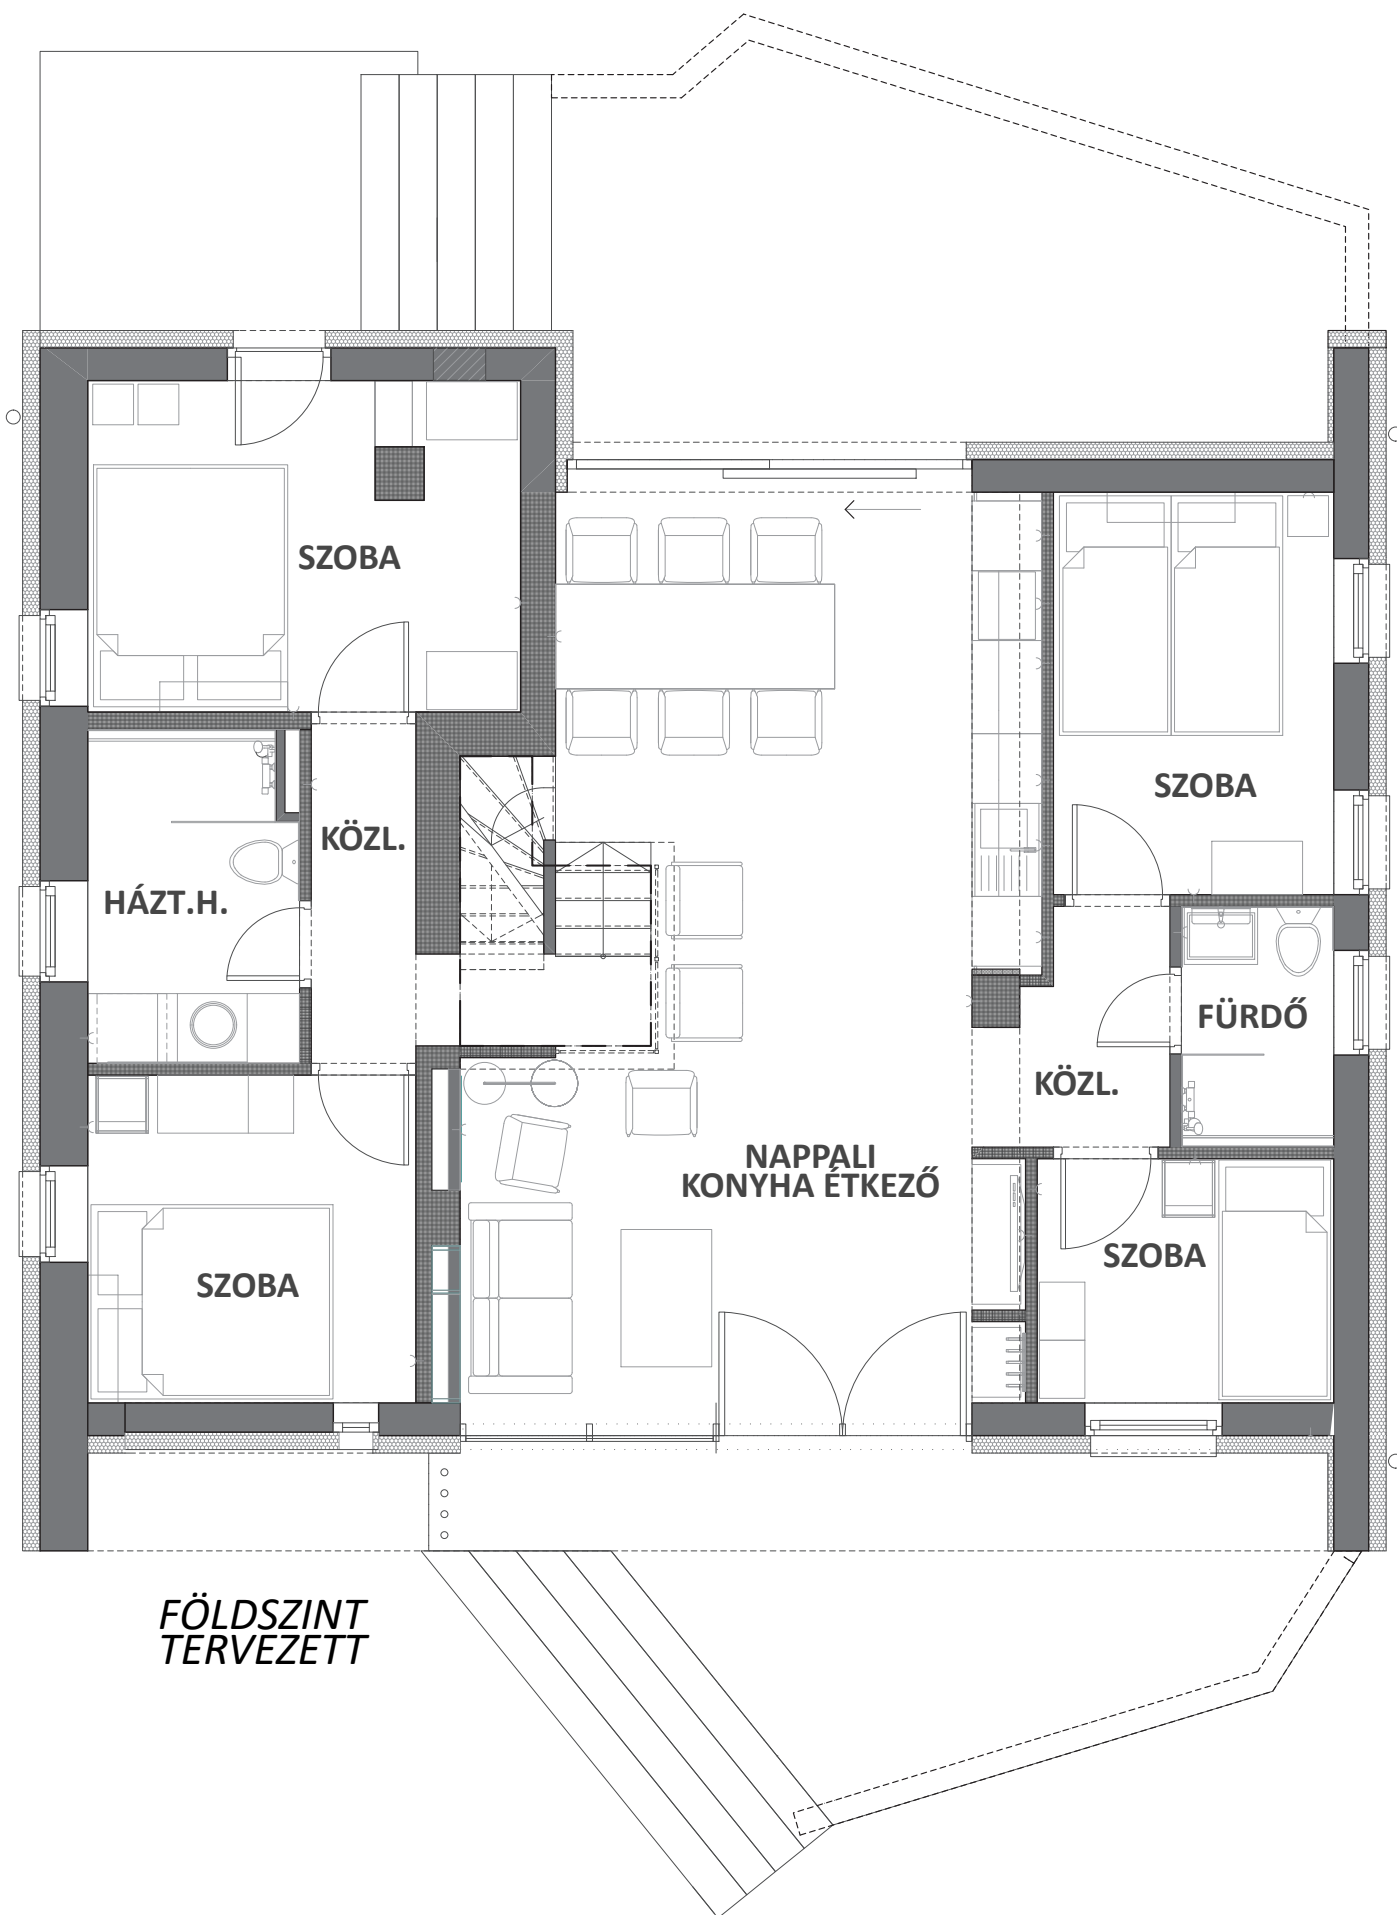 SZOBA
SZOBA
KÖZL.
HÁZT.H.
FÜRDŐ
KÖZL.
NAPPALI
KONYHA ÉTKEZŐ
SZOBA
SZOBA
FÖLDSZINT
TERVEZETT